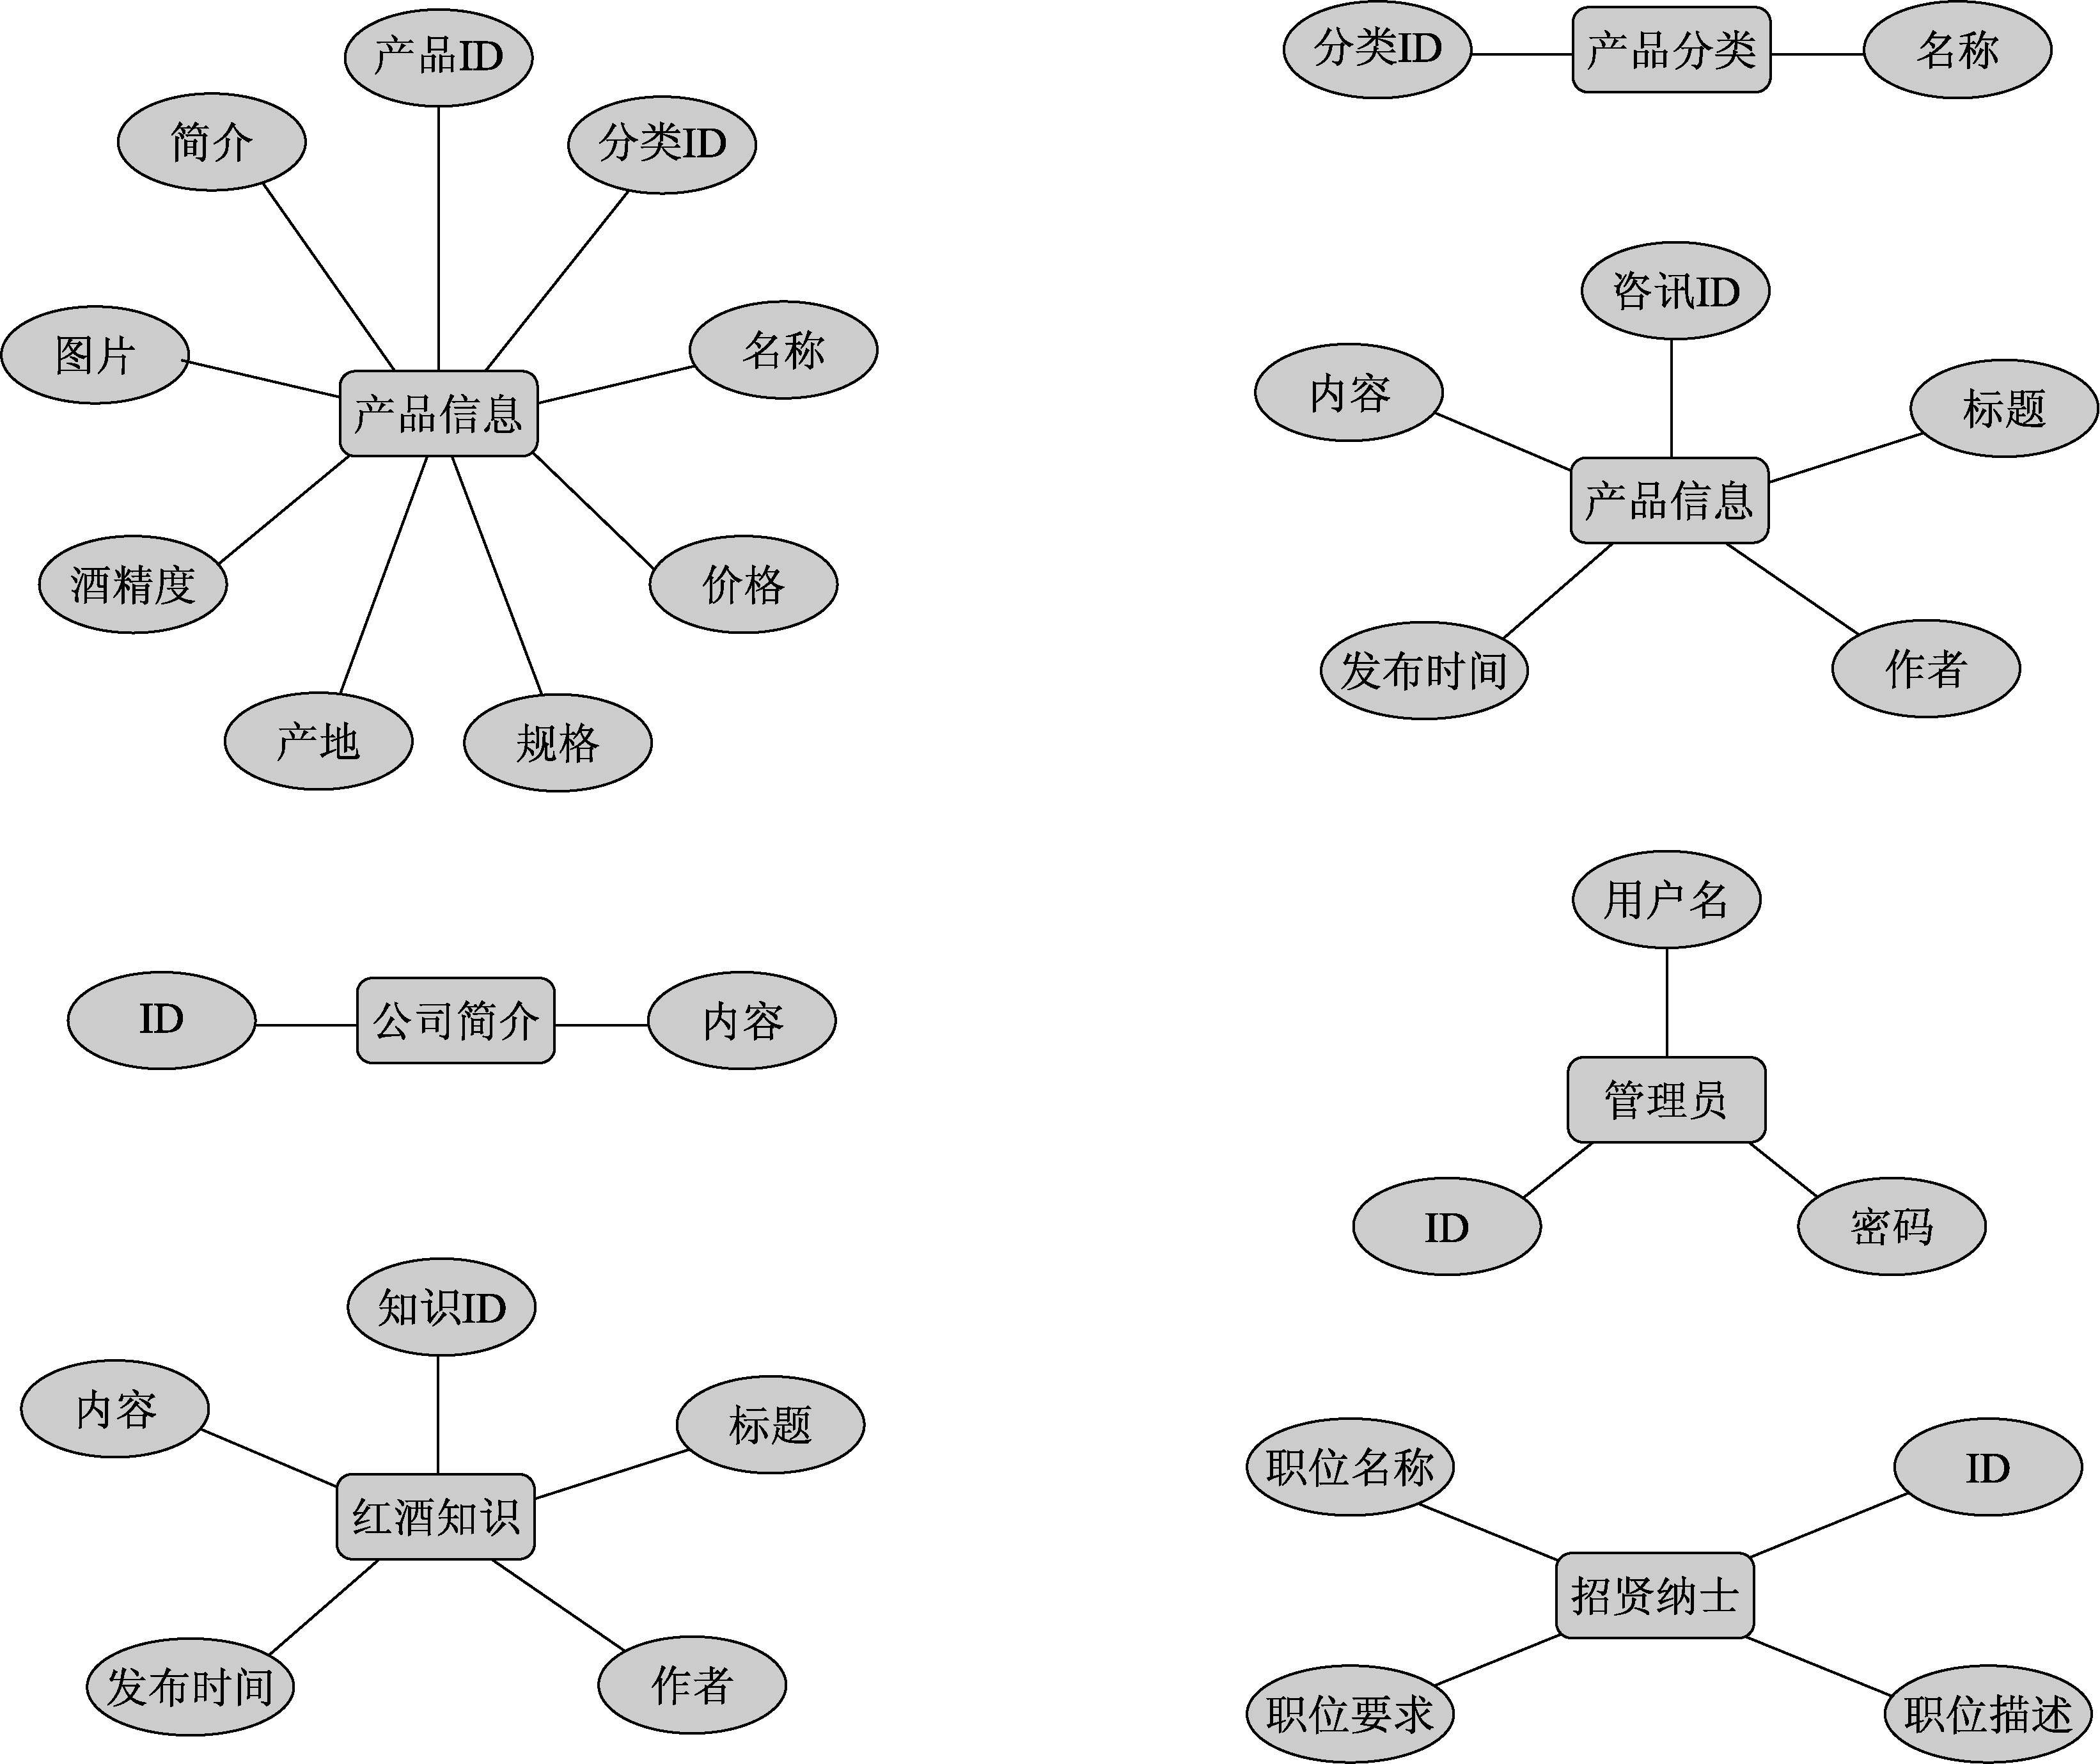 产品ID
简介
分类ID
图片
名称
产品信息
酒精度
价格
产地
规格
分类ID
产品分类
名称
咨讯ID
内容
标题
产品信息
发布时间
作者
ID
公司简介
内容
用户名
管理员
ID
密码
知识ID
内容
标题
红酒知识
发布时间
作者
职位名称
ID
招贤纳士
职位要求
职位描述